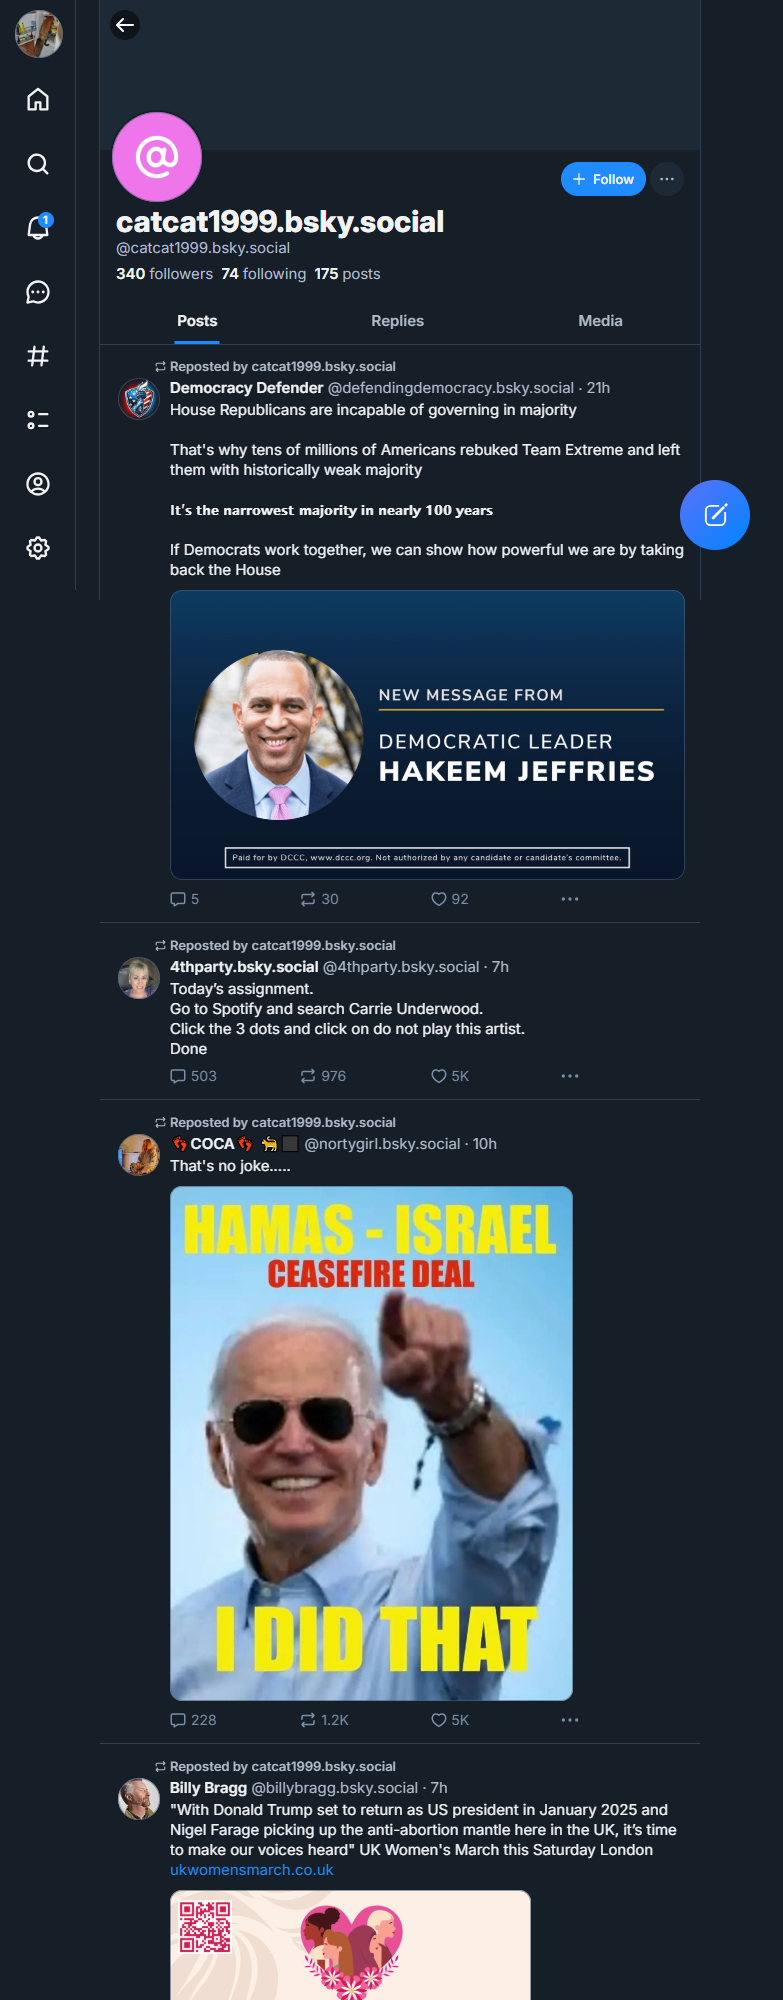 @
+ Follow
catcat1999.bsky.social
@catcat1999.bsky.social
340 followers 74 following 175 posts
Posts Replies Media
1
Reposted by catcat1999.bsky.social
Democracy Defender @defendingdemocracy.bsky.social · 21h
House Republicans are incapable of governing in majority
That's why tens of millions of Americans rebuked Team Extreme and left
them with historically weak majority
It's the narrowest majority in nearly 100 years
If Democrats work together, we can show how powerful we are by taking
back the House
NEW MESSAGE FROM
DEMOCRATIC LEADER
HAKEEM JEFFRIES
Paid for by DCCC, www.dccc.org. Not authorized by any candidate or candidate's committee.
5 30 92
Reposted by catcat1999.bsky.social
4thparty.bsky.social @4thparty.bsky.social · 7h
Today's assignment.
Go to Spotify and search Carrie Underwood.
Click the 3 dots and click on do not play this artist.
Done
503 976 5K
Reposted by catcat1999.bsky.social
👣COCA👣 🐈⬛ @nortygirl.bsky.social · 10h
That's no joke.....
HAMAS - ISRAEL
CEASEFIRE DEAL
I DID THAT
228 1.2K 5K
Reposted by catcat1999.bsky.social
Billy Bragg @billybragg.bsky.social · 7h
"With Donald Trump set to return as US president in January 2025 and
Nigel Farage picking up the anti-abortion mantle here in the UK, it's time
to make our voices heard" UK Women's March this Saturday London
ukwomensmarch.co.uk